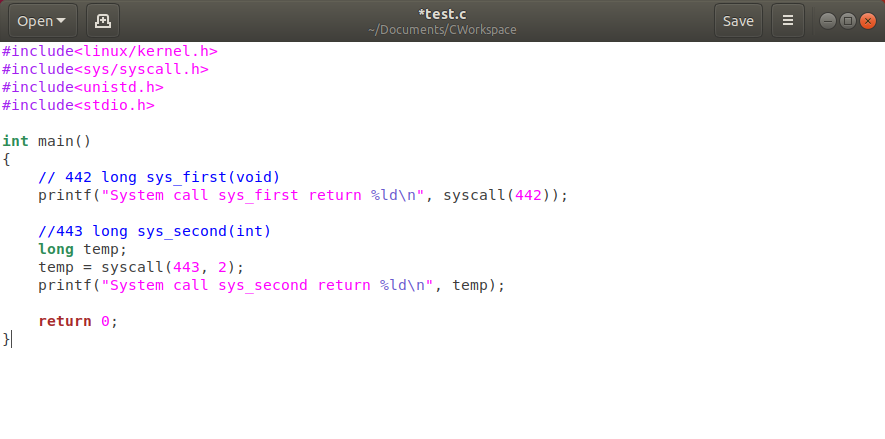 Open
*test.c
~/Documents/CWorkspace
Save
#include<linux/kernel.h>
#include<sys/syscall.h>
#include<unistd.h>
#include<stdio.h>
int main()
{
// 442 long sys_first(void)
printf("System call sys_first return %ld\n", syscall(442));
//443 long sys_second(int)
long temp;
temp = syscall(443, 2);
printf("System call sys_second return %ld\n", temp);
return 0;
}